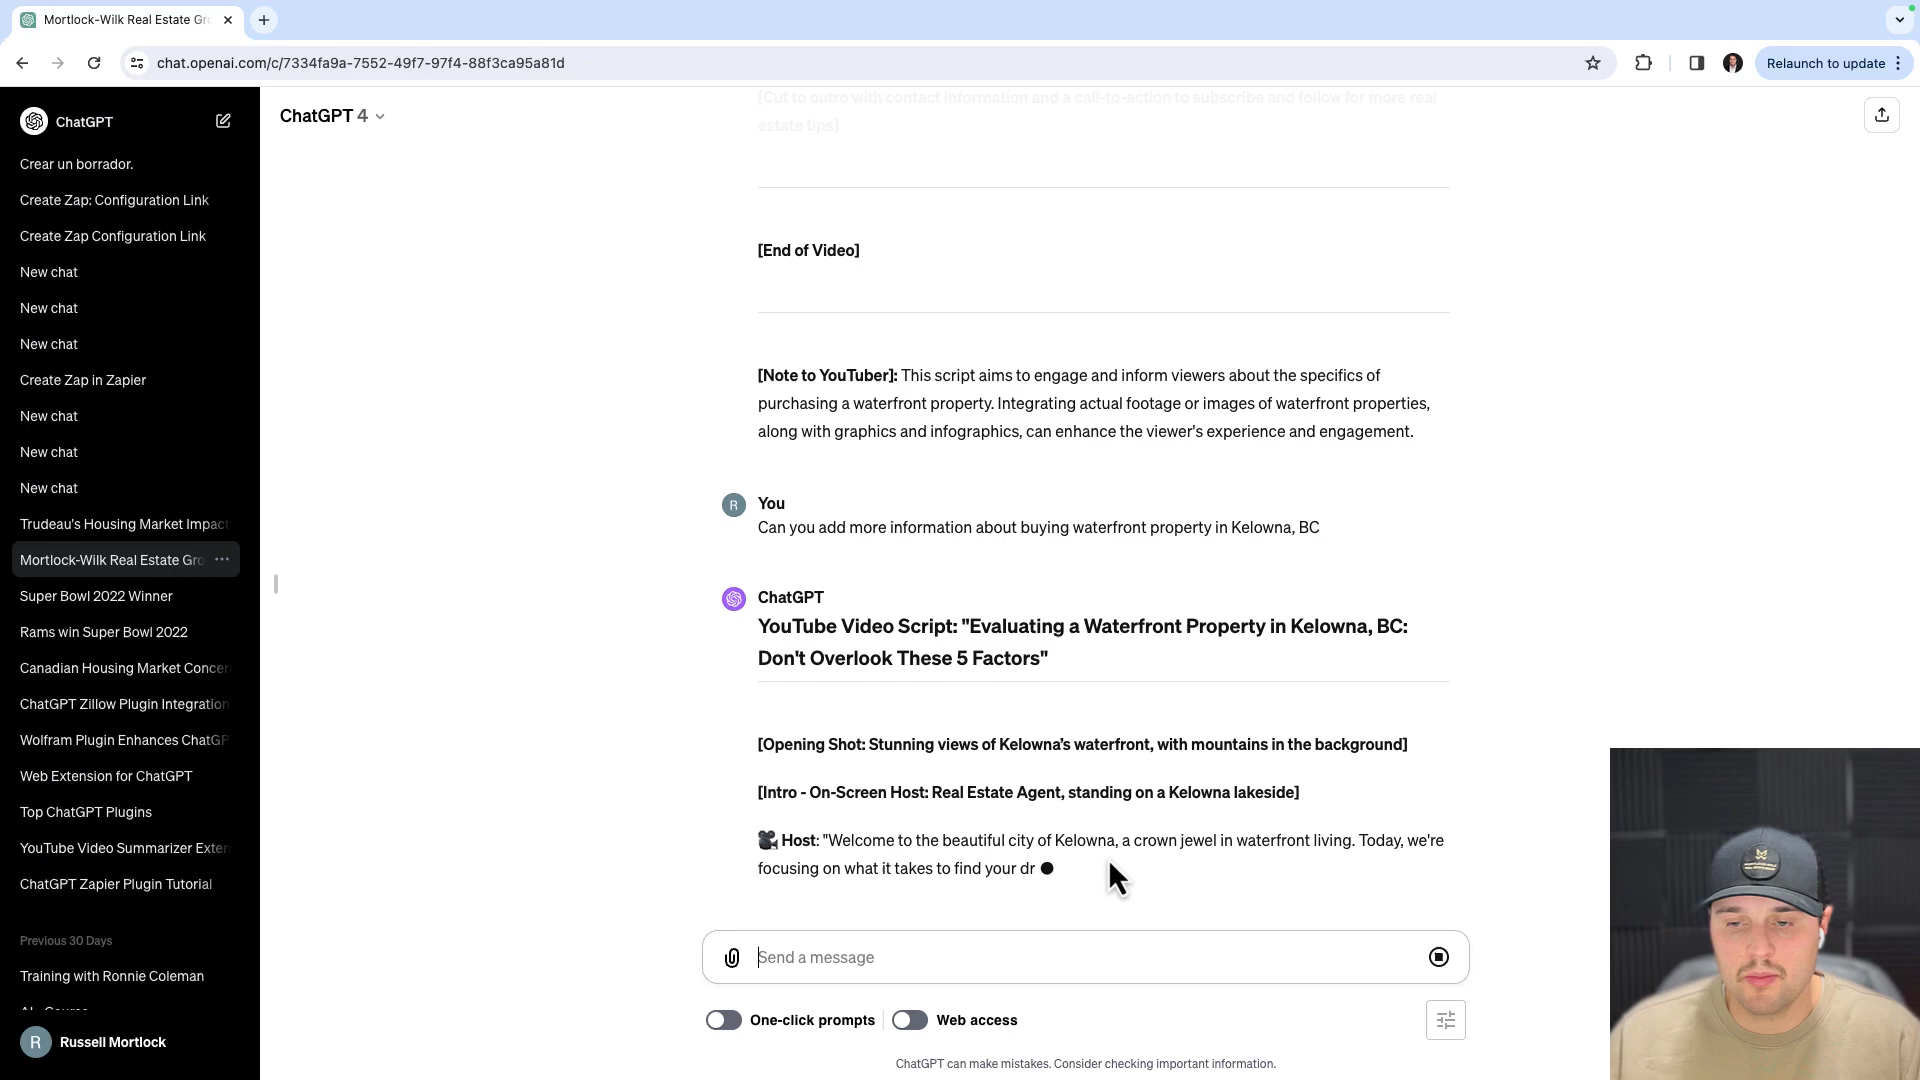 Mortlock-Wilk Real Estate Gr
chat.openai.com/c/7334fa9a-7552-49f7-97f4-88f3ca95a81d
Relaunch to update
ChatGPT
Crear un borrador.
Create Zap: Configuration Link
Create Zap Configuration Link
New chat
New chat
New chat
Create Zap in Zapier
New chat
New chat
New chat
Trudeau's Housing Market Impact
Mortlock-Wilk Real Estate Gro
Super Bowl 2022 Winner
Rams win Super Bowl 2022
Canadian Housing Market Concer
ChatGPT Zillow Plugin Integration
Wolfram Plugin Enhances ChatGP
Web Extension for ChatGPT
Top ChatGPT Plugins
YouTube Video Summarizer Exten
ChatGPT Zapier Plugin Tutorial
Previous 30 Days
Training with Ronnie Coleman
R
Russell Mortlock
ChatGPT 4
[Cut to outro with contact information and a call-to-action to subscribe and follow for more real
estate tips]
[End of Video]
[Note to YouTuber]: This script aims to engage and inform viewers about the specifics of
purchasing a waterfront property. Integrating actual footage or images of waterfront properties,
along with graphics and infographics, can enhance the viewer's experience and engagement.
R
You
Can you add more information about buying waterfront property in Kelowna, BC
ChatGPT
YouTube Video Script: "Evaluating a Waterfront Property in Kelowna, BC:
Don't Overlook These 5 Factors"
[Opening Shot: Stunning views of Kelowna's waterfront, with mountains in the background]
[Intro - On-Screen Host: Real Estate Agent, standing on a Kelowna lakeside]
🎥 Host: "Welcome to the beautiful city of Kelowna, a crown jewel in waterfront living. Today, we're
focusing on what it takes to find your dr
Send a message
One-click prompts
Web access
ChatGPT can make mistakes. Consider checking important information.